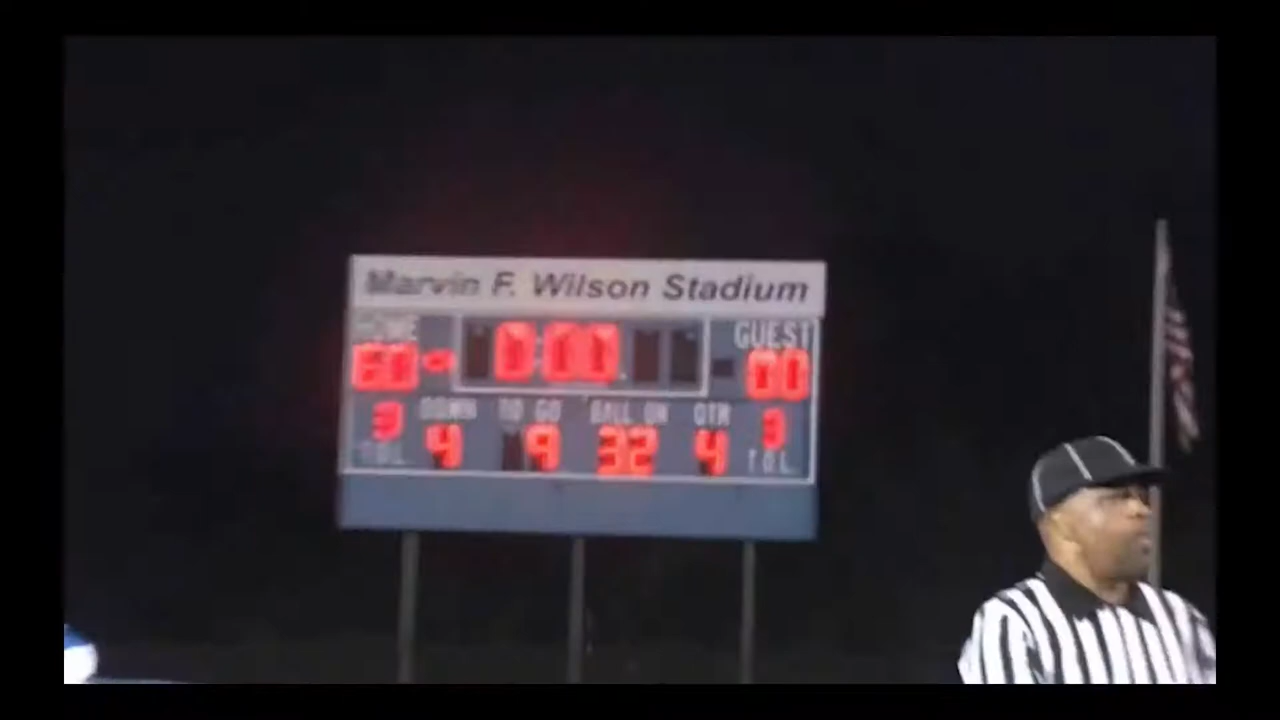 Marvin F. Wilson Stadium
HOME 0:00 GUEST
60 00
3 DOWN TO GO BALL ON QTR 3
T.O.L. 4 9 32 4 T.O.L.